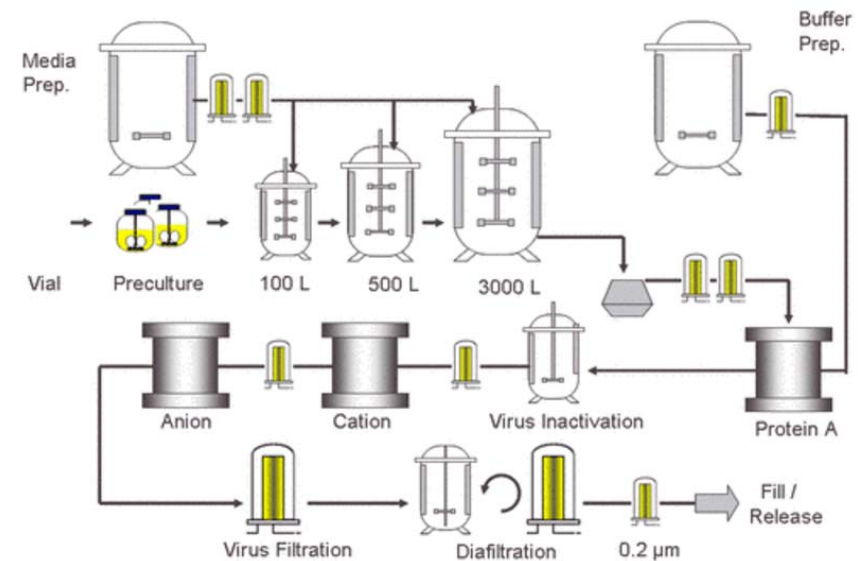 Media
Prep.
Buffer
Prep.
Vial
Preculture
100 L
500 L
3000 L
Anion
Cation
Virus Inactivation
Protein A
Virus Filtration
Diafiltration
0.2 µm
Fill /
Release